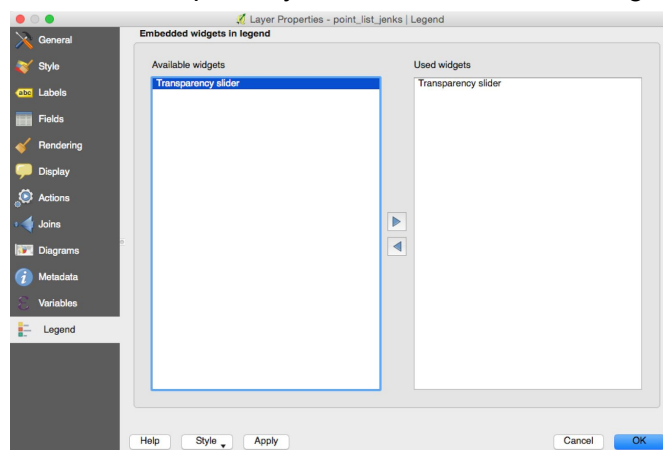 Layer Properties - point_list_jenks | Legend
General
Style
abc Labels
Fields
Rendering
Display
Actions
Joins
Diagrams
Metadata
Variables
Legend
Embedded widgets in legend
Available widgets
Transparency slider
Used widgets
Transparency slider
Help
Style
Apply
Cancel
OK